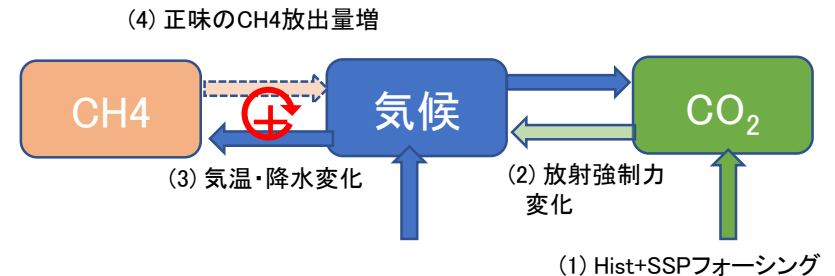 (4) 正味のCH4放出量増
CH4
気候
CO₂
+
(3) 気温・降水変化
(2) 放射強制力
変化
(1) Hist+SSPフォーシング